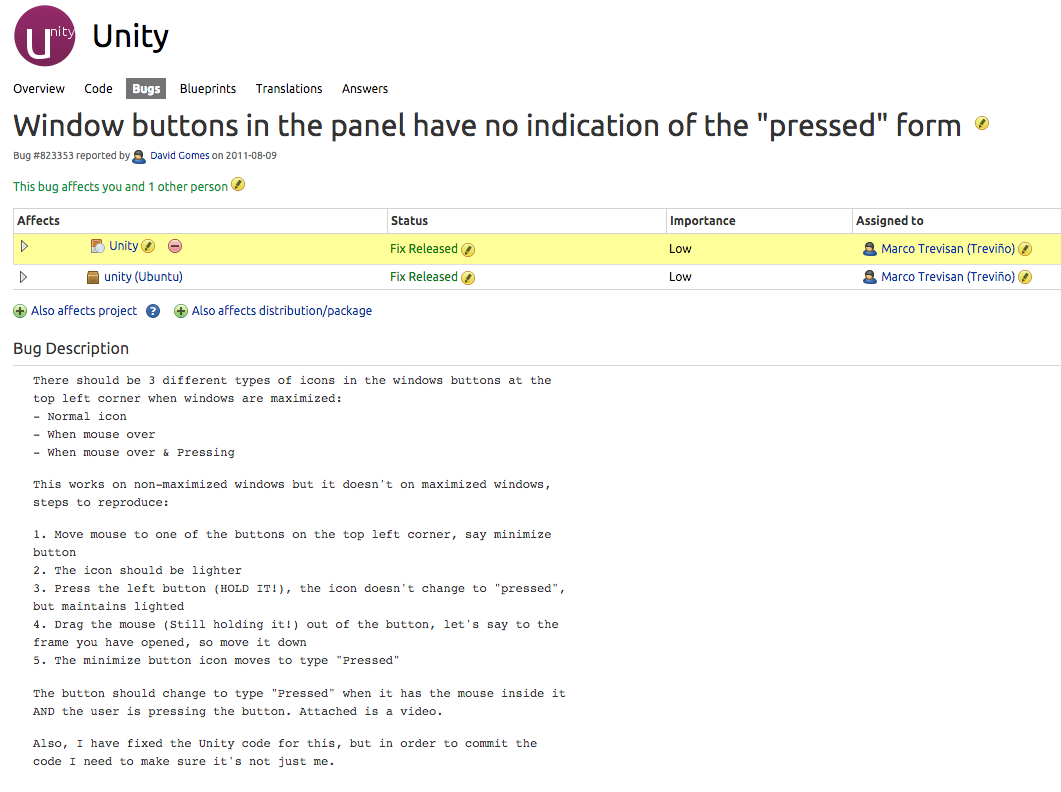 Unity
Unity
Overview Code Bugs Blueprints Translations Answers
Window buttons in the panel have no indication of the "pressed" form
Bug #823353 reported by David Gomes on 2011-08-09
This bug affects you and 1 other person
Affects Status Importance Assigned to
Unity Fix Released Low Marco Trevisan (Treviño)
unity (Ubuntu) Fix Released Low Marco Trevisan (Treviño)
Also affects project ? Also affects distribution/package
Bug Description
There should be 3 different types of icons in the windows buttons at the
top left corner when windows are maximized:
- Normal icon
- When mouse over
- When mouse over & Pressing
This works on non-maximized windows but it doesn't on maximized windows,
steps to reproduce:
1. Move mouse to one of the buttons on the top left corner, say minimize
button
2. The icon should be lighter
3. Press the left button (HOLD IT!), the icon doesn't change to "pressed",
but maintains lighted
4. Drag the mouse (Still holding it!) out of the button, let's say to the
frame you have opened, so move it down
5. The minimize button icon moves to type "Pressed"
The button should change to type "Pressed" when it has the mouse inside it
AND the user is pressing the button. Attached is a video.
Also, I have fixed the Unity code for this, but in order to commit the
code I need to make sure it's not just me.